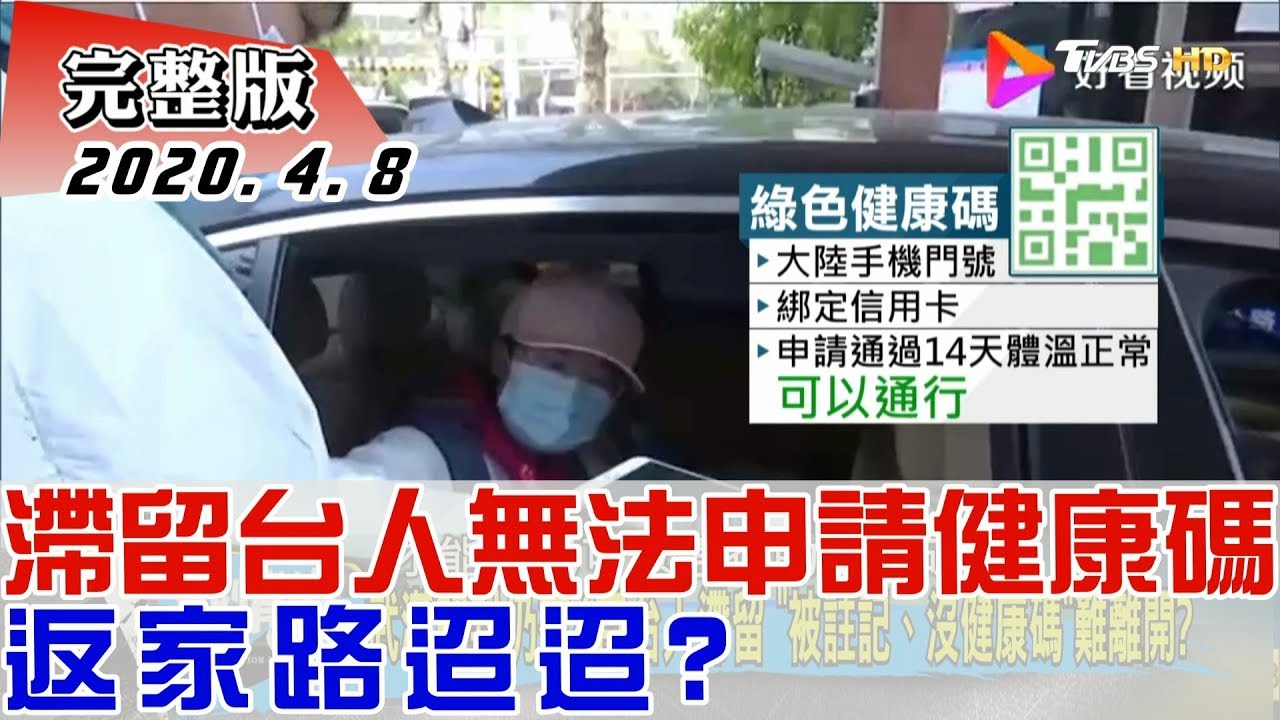 完整版
2020.4.8
TVBS HD
好看视频
綠色健康碼
大陸手機門號
綁定信用卡
申請通過14天體溫正常
可以通行
滯留台人無法申請健康碼
滯留"被註記、沒健康碼"難離開?
返家路迢迢?